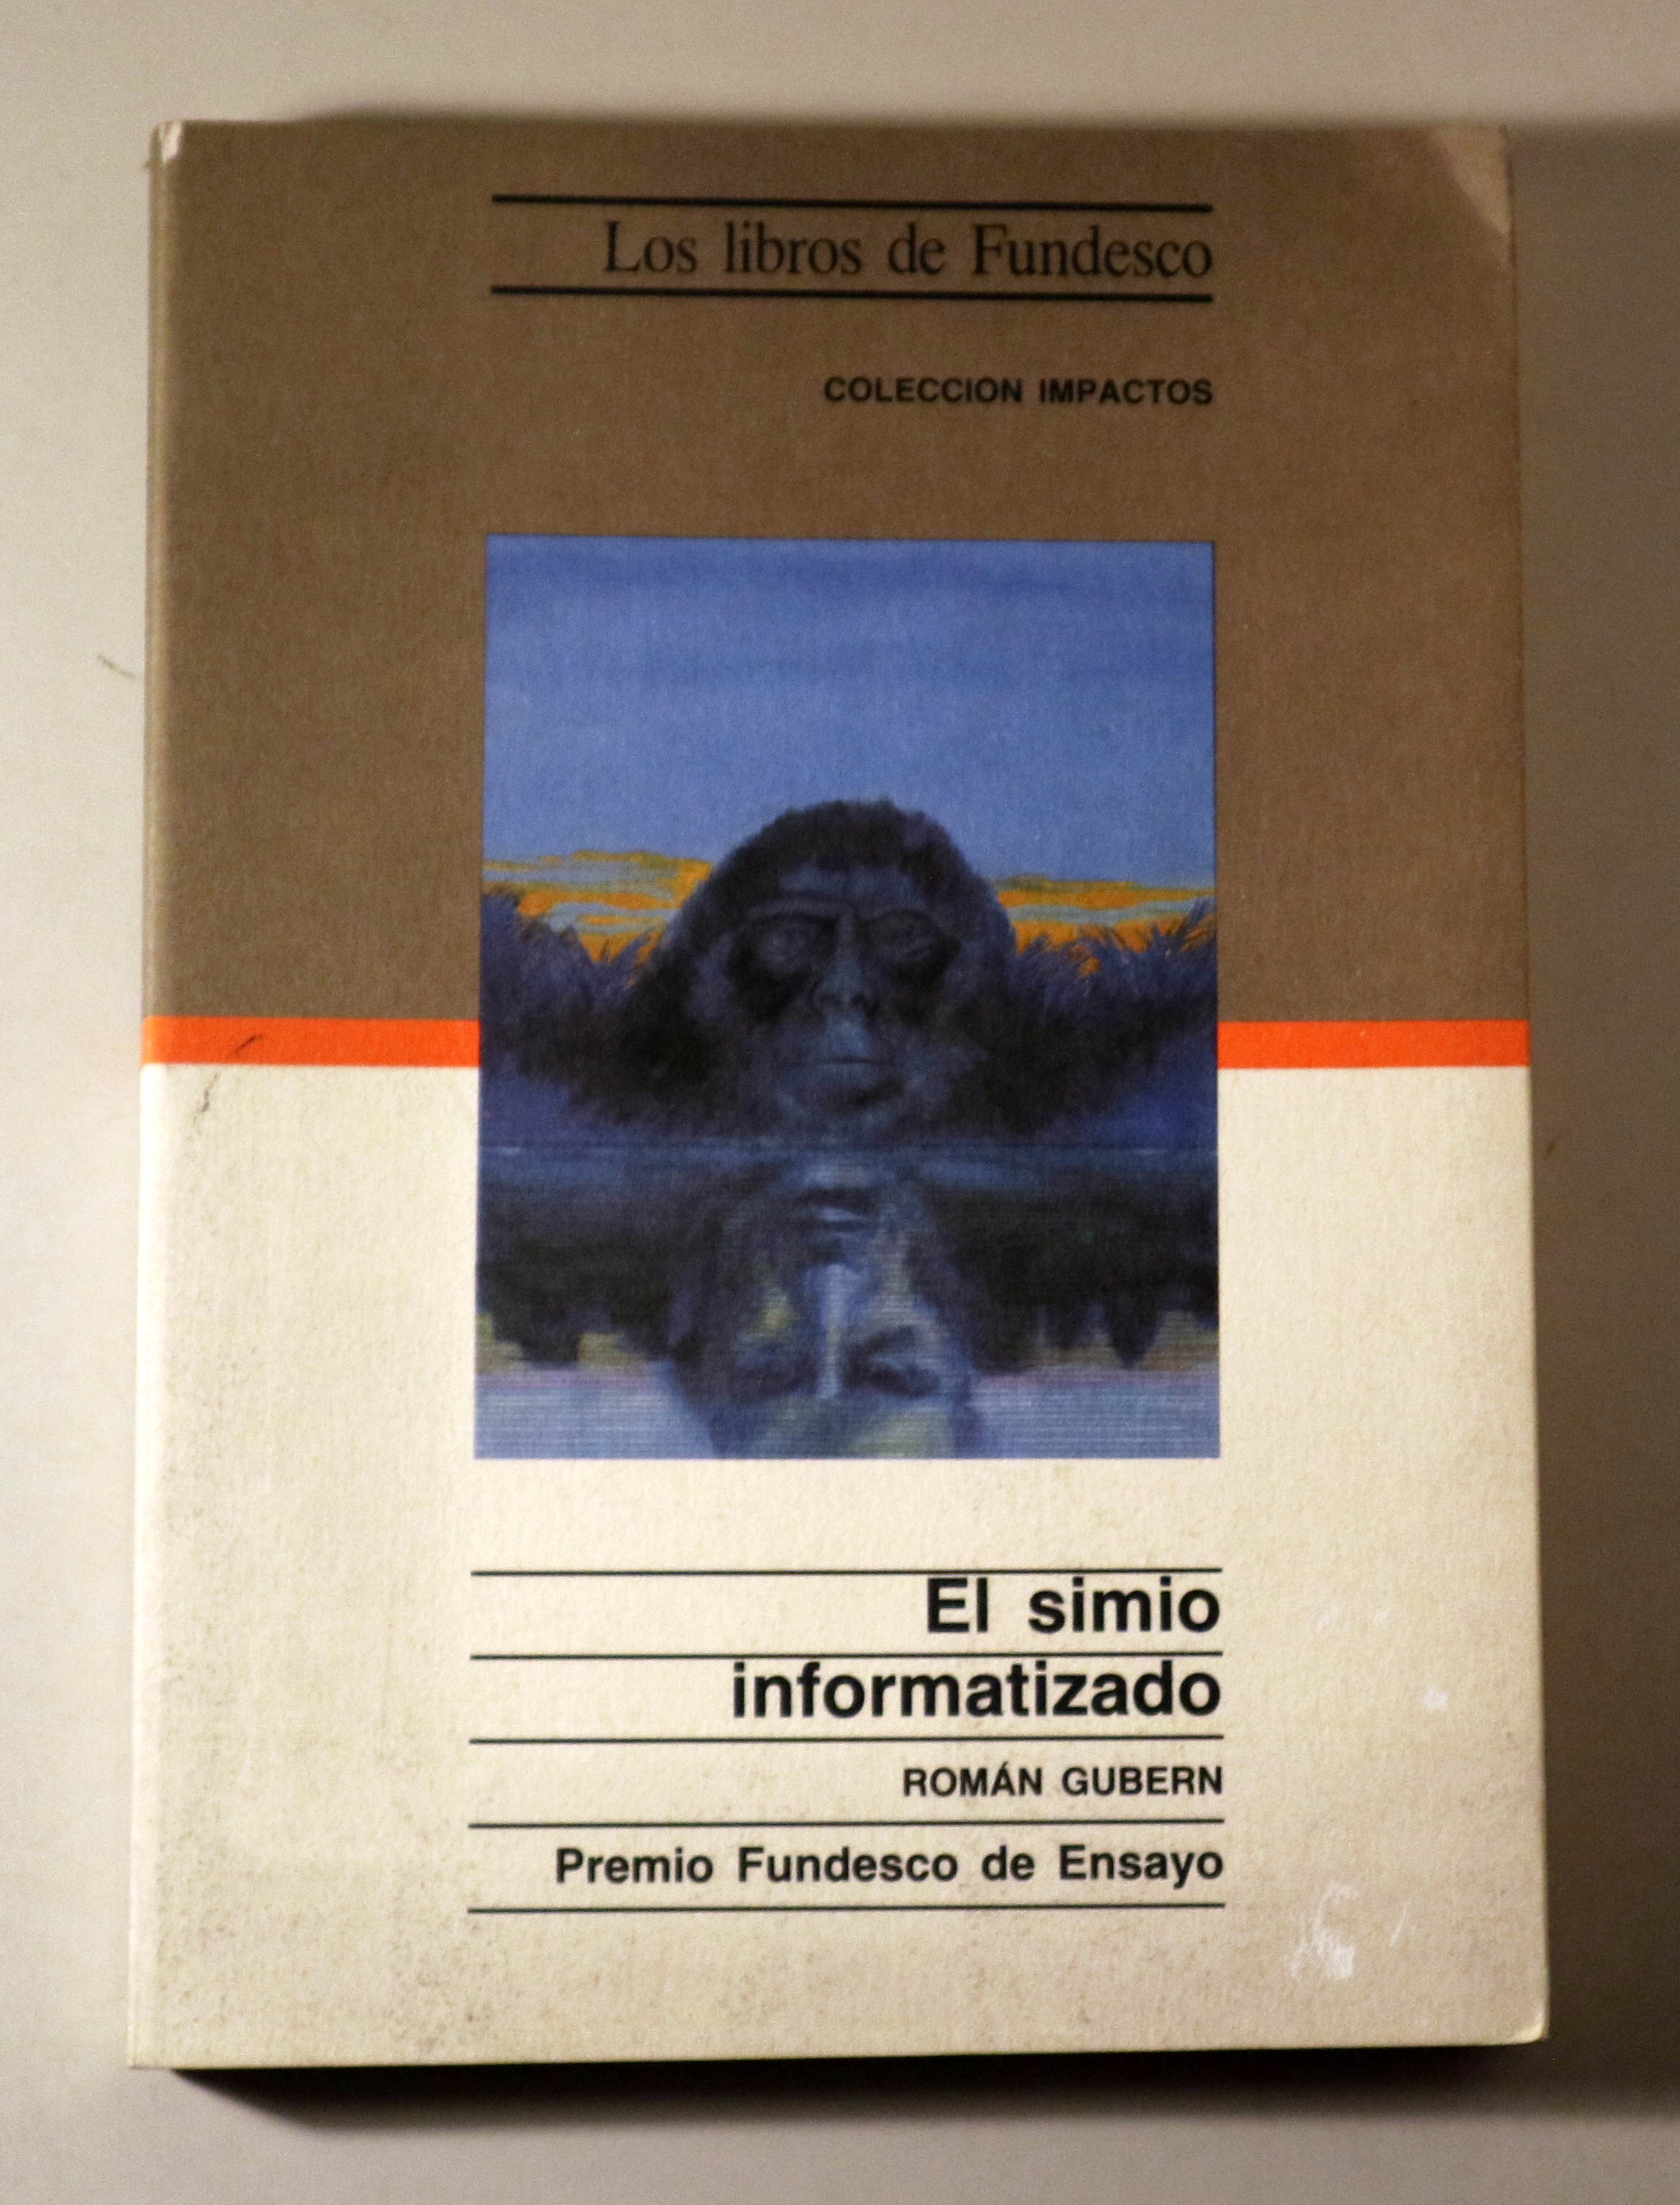 Los libros de Fundesco
COLECCION IMPACTOS
El simio
informatizado
ROMÁN GUBERN
Premio Fundesco de Ensayo